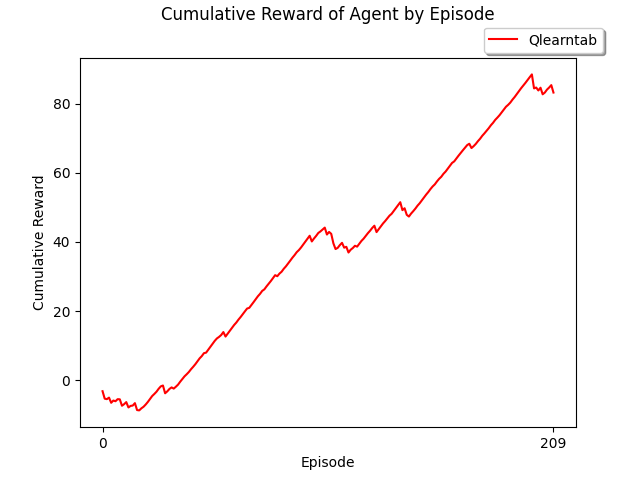 Cumulative Reward of Agent by Episode
Qlearntab
80
60
40
20
0
Cumulative Reward
0 209
Episode